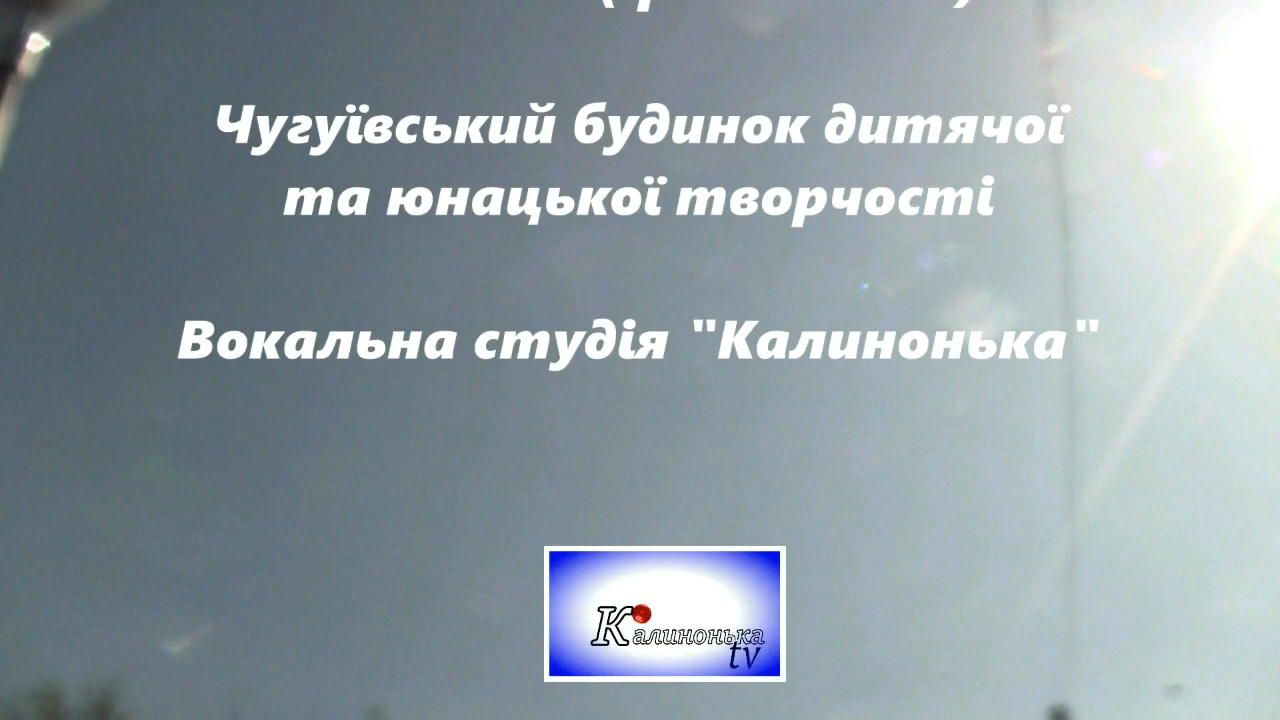 Чугуївський будинок дитячої
та юнацької творчості
Вокальна студія "Калинонька"
Калинонька
tv